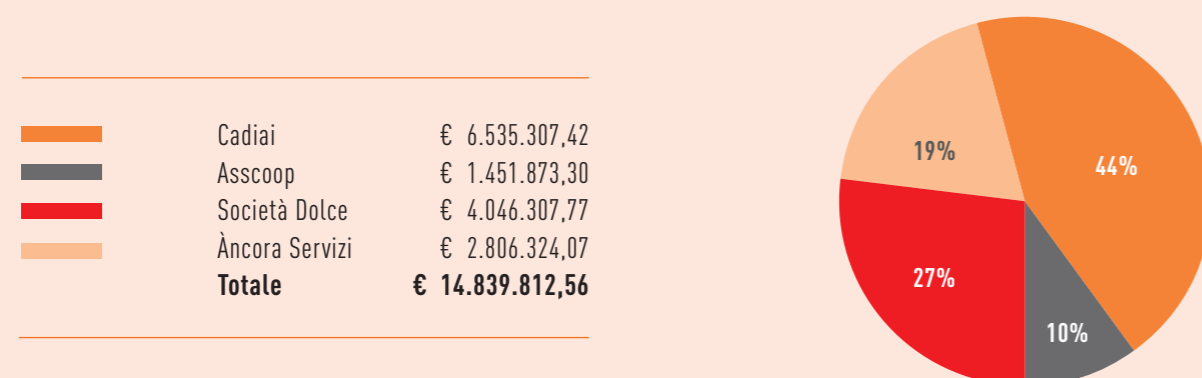 Cadiai € 6.535.307,42
Asscoop € 1.451.873,30
Società Dolce € 4.046.307,77
Àncora Servizi € 2.806.324,07
Totale € 14.839.812,56
19%
44%
27%
10%